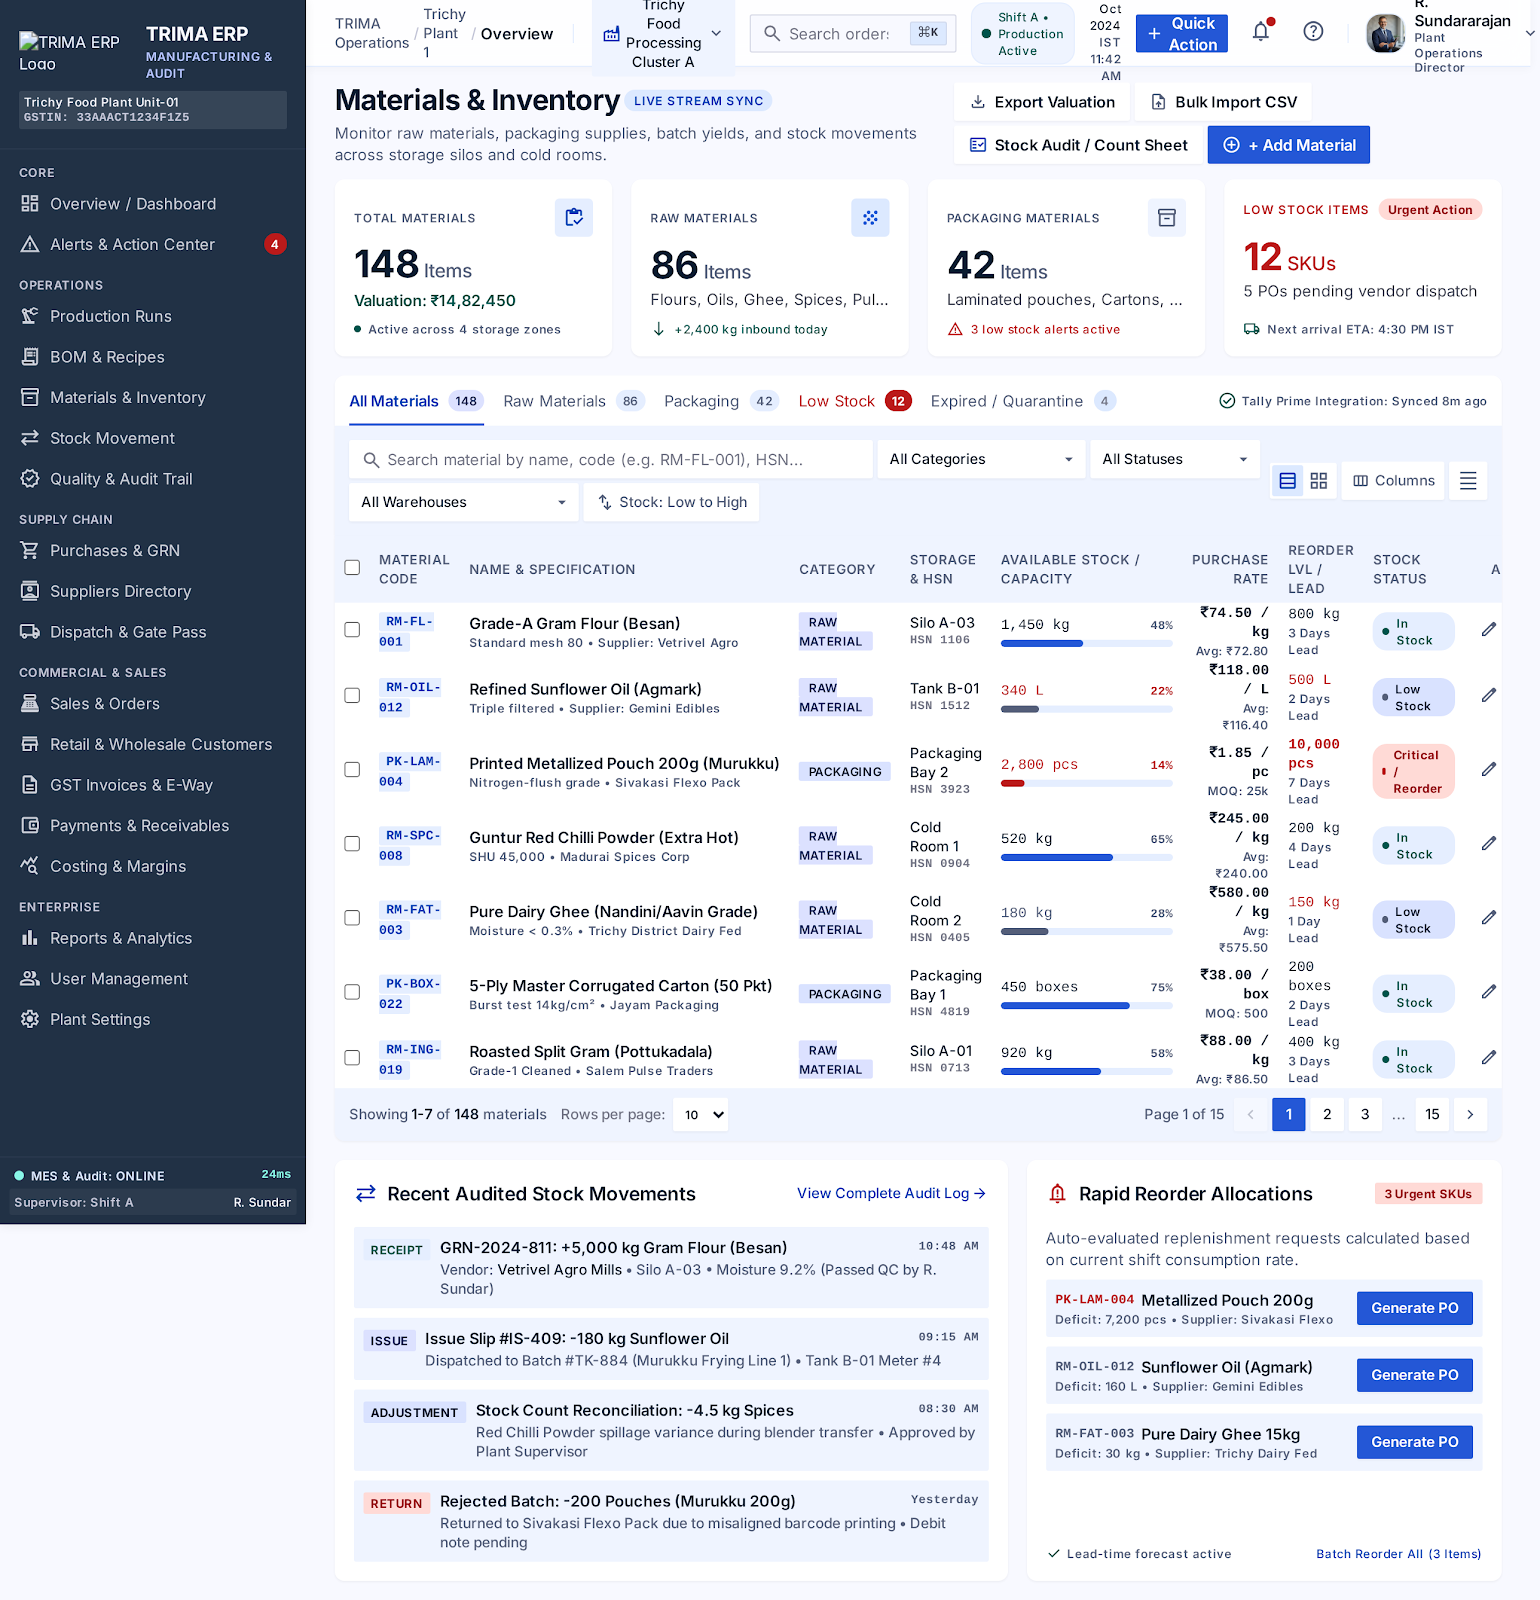 TRIMA ERP Logo
TRIMA ERP
MANUFACTURING & AUDIT
Trichy Food Plant Unit-01
GSTIN: 33AAACT1234F1Z5
CORE
Overview / Dashboard
Alerts & Action Center 4
OPERATIONS
Production Runs
BOM & Recipes
Materials & Inventory
Stock Movement
Quality & Audit Trail
SUPPLY CHAIN
Purchases & GRN
Suppliers Directory
Dispatch & Gate Pass
COMMERCIAL & SALES
Sales & Orders
Retail & Wholesale Customers
GST Invoices & E-Way
Payments & Receivables
Costing & Margins
ENTERPRISE
Reports & Analytics
User Management
Plant Settings
MES & Audit: ONLINE 24ms
Supervisor: Shift A R. Sundar
TRIMA Operations / Trichy Plant 1 / Overview
Trichy Food Processing Cluster A
Search order: ⌘K
Shift A • Production Active
Oct 2024 IST 11:42 AM
+ Quick Action
R. Sundararajan
Plant Operations Director
Materials & Inventory LIVE STREAM SYNC
Monitor raw materials, packaging supplies, batch yields, and stock movements
across storage silos and cold rooms.
Export Valuation
Bulk Import CSV
Stock Audit / Count Sheet
+ Add Material
TOTAL MATERIALS
148 Items
Valuation: ₹14,82,450
Active across 4 storage zones
RAW MATERIALS
86 Items
Flours, Oils, Ghee, Spices, Pul...
+2,400 kg inbound today
PACKAGING MATERIALS
42 Items
Laminated pouches, Cartons, ...
3 low stock alerts active
LOW STOCK ITEMS Urgent Action
12 SKUs
5 POs pending vendor dispatch
Next arrival ETA: 4:30 PM IST
All Materials 148 Raw Materials 86 Packaging 42 Low Stock 12 Expired / Quarantine 4
Tally Prime Integration: Synced 8m ago
Search material by name, code (e.g. RM-FL-001), HSN...
All Categories
All Statuses
All Warehouses
Stock: Low to High
Columns
MATERIAL CODE NAME & SPECIFICATION CATEGORY STORAGE & HSN AVAILABLE STOCK / CAPACITY PURCHASE RATE REORDER LVL / LEAD STOCK STATUS A
RM-FL-001 Grade-A Gram Flour (Besan) RAW MATERIAL Silo A-03 1,450 kg 48% ₹74.50 / kg 800 kg In Stock
Standard mesh 80 • Supplier: Vetrivel Agro HSN 1106 Avg: ₹72.80 3 Days Lead
RM-OIL-012 Refined Sunflower Oil (Agmark) RAW MATERIAL Tank B-01 340 L 22% ₹118.00 / L 500 L Low Stock
Triple filtered • Supplier: Gemini Edibles HSN 1512 Avg: ₹116.40 2 Days Lead
PK-LAM-004 Printed Metallized Pouch 200g (Murukku) PACKAGING Packaging Bay 2 2,800 pcs 14% ₹1.85 / pc 10,000 pcs Critical / Reorder
Nitrogen-flush grade • Sivakasi Flexo Pack HSN 3923 MOQ: 25k 7 Days Lead
RM-SPC-008 Guntur Red Chilli Powder (Extra Hot) RAW MATERIAL Cold Room 1 520 kg 65% ₹245.00 / kg 200 kg In Stock
SHU 45,000 • Madurai Spices Corp HSN 0904 Avg: ₹240.00 4 Days Lead
RM-FAT-003 Pure Dairy Ghee (Nandini/Aavin Grade) RAW MATERIAL Cold Room 2 180 kg 28% ₹580.00 / kg 150 kg Low Stock
Moisture < 0.3% • Trichy District Dairy Fed HSN 0405 Avg: ₹575.50 1 Day Lead
PK-BOX-022 5-Ply Master Corrugated Carton (50 Pkt) PACKAGING Packaging Bay 1 450 boxes 75% ₹38.00 / box 200 boxes In Stock
Burst test 14kg/cm² • Jayam Packaging HSN 4819 MOQ: 500 2 Days Lead
RM-ING-019 Roasted Split Gram (Pottukadala) RAW MATERIAL Silo A-01 920 kg 58% ₹88.00 / kg 400 kg In Stock
Grade-1 Cleaned • Salem Pulse Traders HSN 0713 Avg: ₹86.50 3 Days Lead
Showing 1-7 of 148 materials Rows per page: 10
Page 1 of 15 1 2 3 ... 15
Recent Audited Stock Movements
View Complete Audit Log →
RECEIPT GRN-2024-811: +5,000 kg Gram Flour (Besan) 10:48 AM
Vendor: Vetrivel Agro Mills • Silo A-03 • Moisture 9.2% (Passed QC by R.
Sundar)
ISSUE Issue Slip #IS-409: -180 kg Sunflower Oil 09:15 AM
Dispatched to Batch #TK-884 (Murukku Frying Line 1) • Tank B-01 Meter #4
ADJUSTMENT Stock Count Reconciliation: -4.5 kg Spices 08:30 AM
Red Chilli Powder spillage variance during blender transfer • Approved by
Plant Supervisor
RETURN Rejected Batch: -200 Pouches (Murukku 200g) Yesterday
Returned to Sivakasi Flexo Pack due to misaligned barcode printing • Debit
note pending
Rapid Reorder Allocations 3 Urgent SKUs
Auto-evaluated replenishment requests calculated based
on current shift consumption rate.
PK-LAM-004 Metallized Pouch 200g
Deficit: 7,200 pcs • Supplier: Sivakasi Flexo
Generate PO
RM-OIL-012 Sunflower Oil (Agmark)
Deficit: 160 L • Supplier: Gemini Edibles
Generate PO
RM-FAT-003 Pure Dairy Ghee 15kg
Deficit: 30 kg • Supplier: Trichy Dairy Fed
Generate PO
Lead-time forecast active
Batch Reorder All (3 Items)